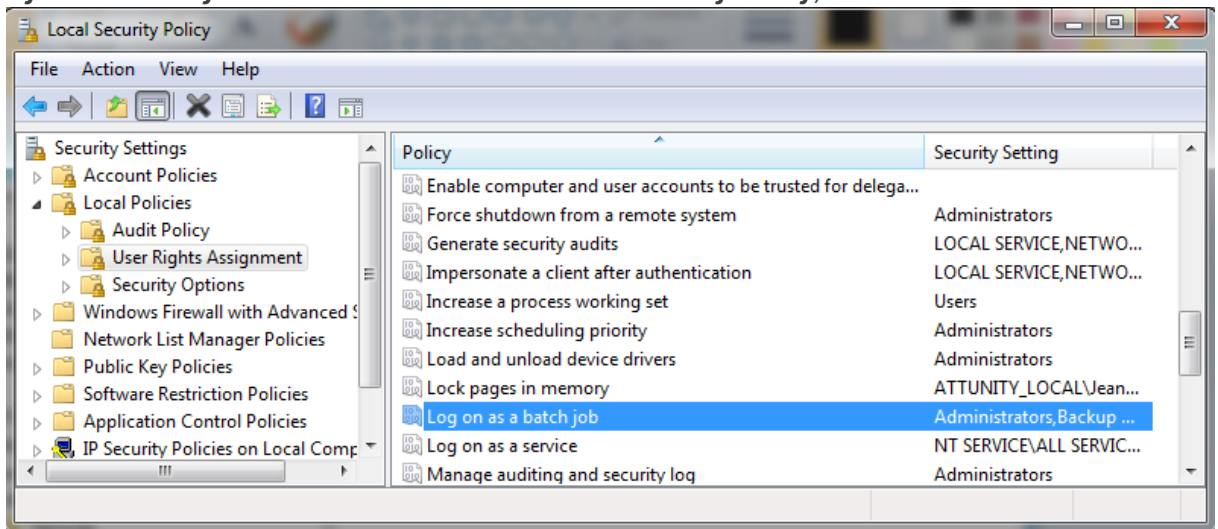 Local Security Policy
File Action View Help
Security Settings
Account Policies
Local Policies
Audit Policy
User Rights Assignment
Security Options
Windows Firewall with Advanced S
Network List Manager Policies
Public Key Policies
Software Restriction Policies
Application Control Policies
IP Security Policies on Local Comp
Policy Security Setting
Enable computer and user accounts to be trusted for delega...
Force shutdown from a remote system Administrators
Generate security audits LOCAL SERVICE,NETWO...
Impersonate a client after authentication LOCAL SERVICE,NETWO...
Increase a process working set Users
Increase scheduling priority Administrators
Load and unload device drivers Administrators
Lock pages in memory ATTUNITY_LOCAL\Jean...
Log on as a batch job Administrators,Backup ...
Log on as a service NT SERVICE\ALL SERVIC...
Manage auditing and security log Administrators